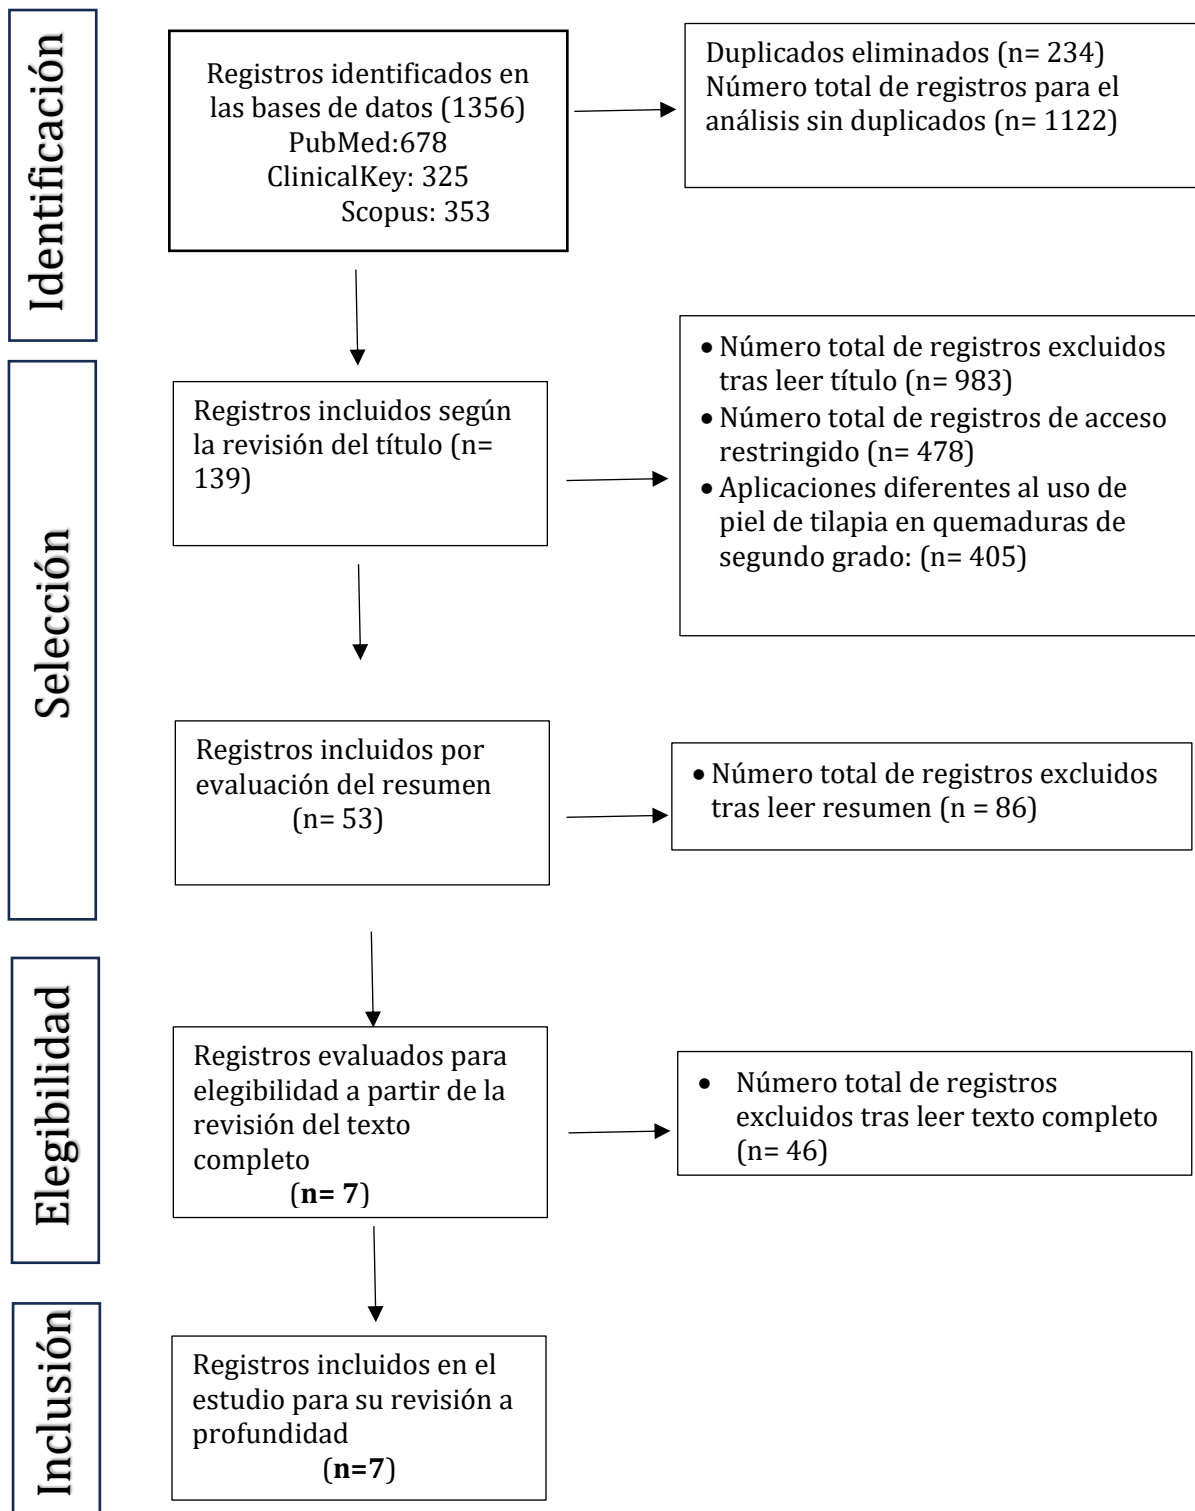 Identificación
Registros identificados en
las bases de datos (1356)
PubMed:678
ClinicalKey: 325
Scopus: 353
Duplicados eliminados (n= 234)
Número total de registros para el
análisis sin duplicados (n= 1122)
Selección
Registros incluidos según
la revisión del título (n=
139)
• Número total de registros excluidos
tras leer título (n= 983)
• Número total de registros de acceso
restringido (n= 478)
• Aplicaciones diferentes al uso de
piel de tilapia en quemaduras de
segundo grado: (n= 405)
Registros incluidos por
evaluación del resumen
(n= 53)
• Número total de registros excluidos
tras leer resumen (n = 86)
Elegibilidad
Registros evaluados para
elegibilidad a partir de la
revisión del texto
completo
(n= 7)
• Número total de registros
excluidos tras leer texto completo
(n= 46)
Inclusión
Registros incluidos en el
estudio para su revisión a
profundidad
(n=7)